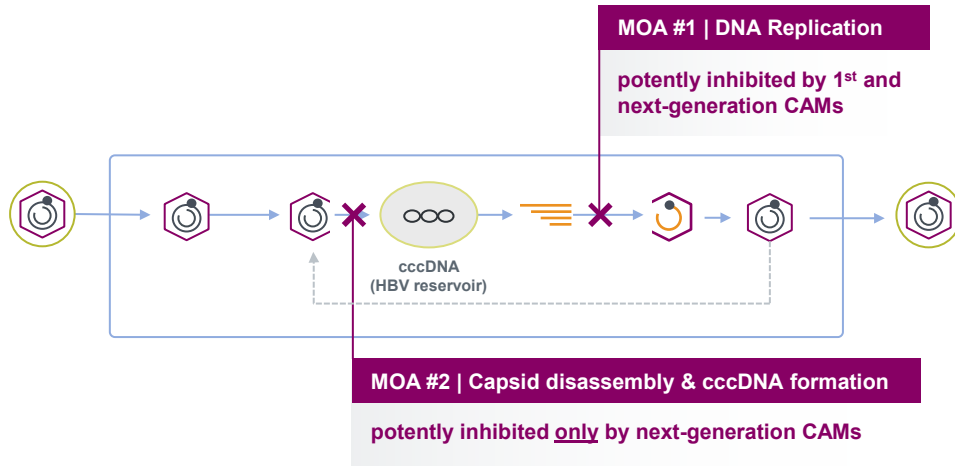 MOA #1 | DNA Replication
potently inhibited by 1st and
next-generation CAMs
cccDNA
(HBV reservoir)
MOA #2 | Capsid disassembly & cccDNA formation
potently inhibited only by next-generation CAMs